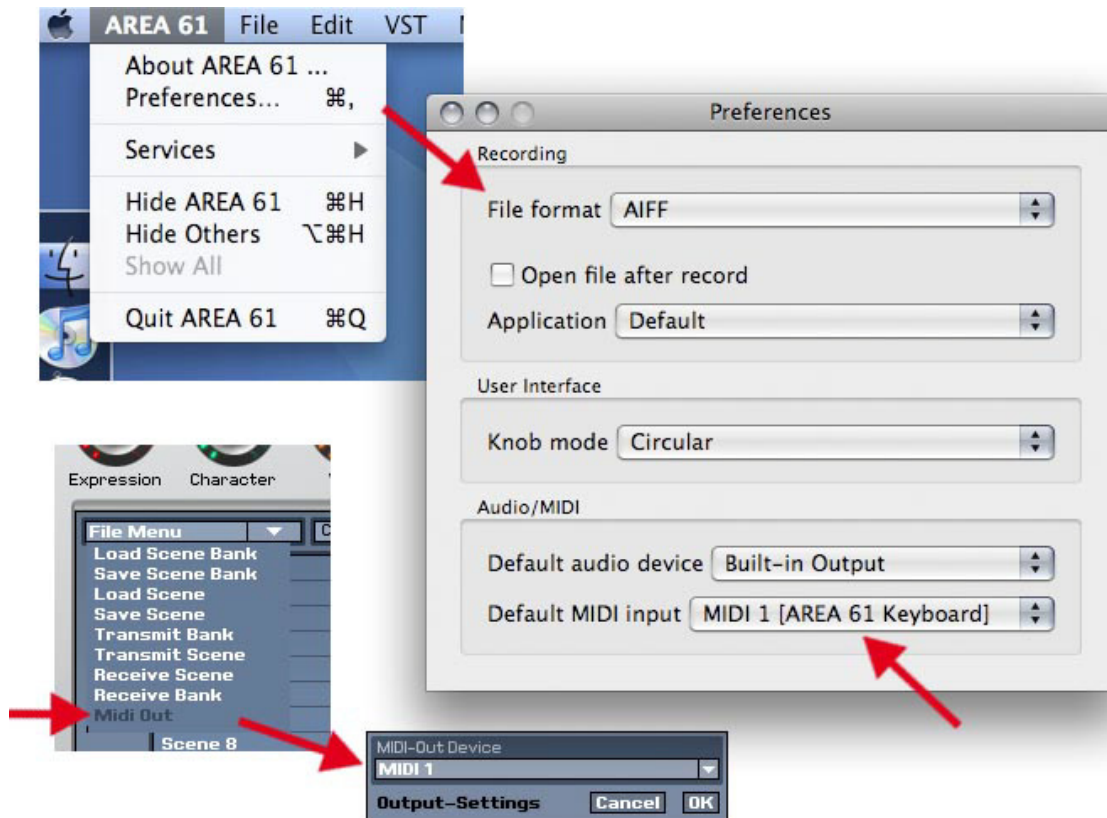 AREA 61 File Edit VST
About AREA 61 ...
Preferences... ⌘,
Services
Hide AREA 61 ⌘H
Hide Others ⌥⌘H
Show All
Quit AREA 61 ⌘Q
Preferences
Recording
File format AIFF
Open file after record
Application Default
User Interface
Knob mode Circular
Audio/MIDI
Default audio device Built-in Output
Default MIDI input MIDI 1 [AREA 61 Keyboard]
Expression Character
File Menu
Load Scene Bank
Save Scene Bank
Load Scene
Save Scene
Transmit Bank
Transmit Scene
Receive Scene
Receive Bank
Midi Out
Scene 8
MIDI-Out Device
MIDI 1
Output-Settings Cancel OK